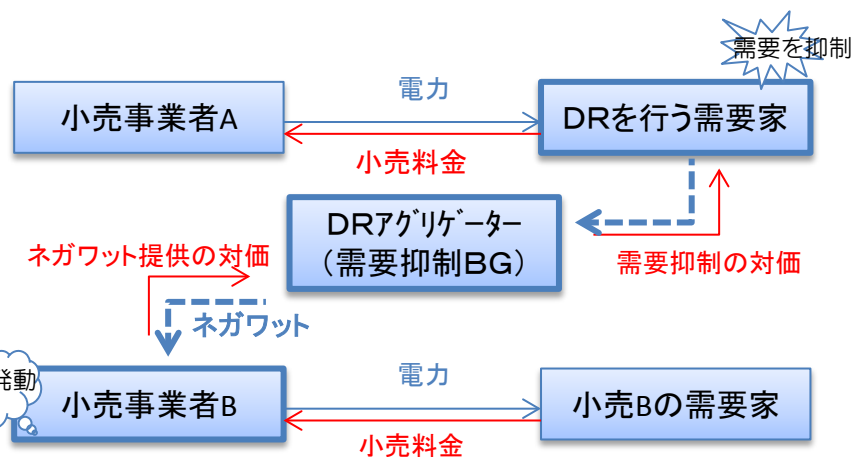 需要を抑制
小売事業者A
電力
DRを行う需要家
小売料金
DRアグリゲーター
(需要抑制BG)
ネガワット提供の対価
需要抑制の対価
ネガワット
発動
小売事業者B
電力
小売Bの需要家
小売料金